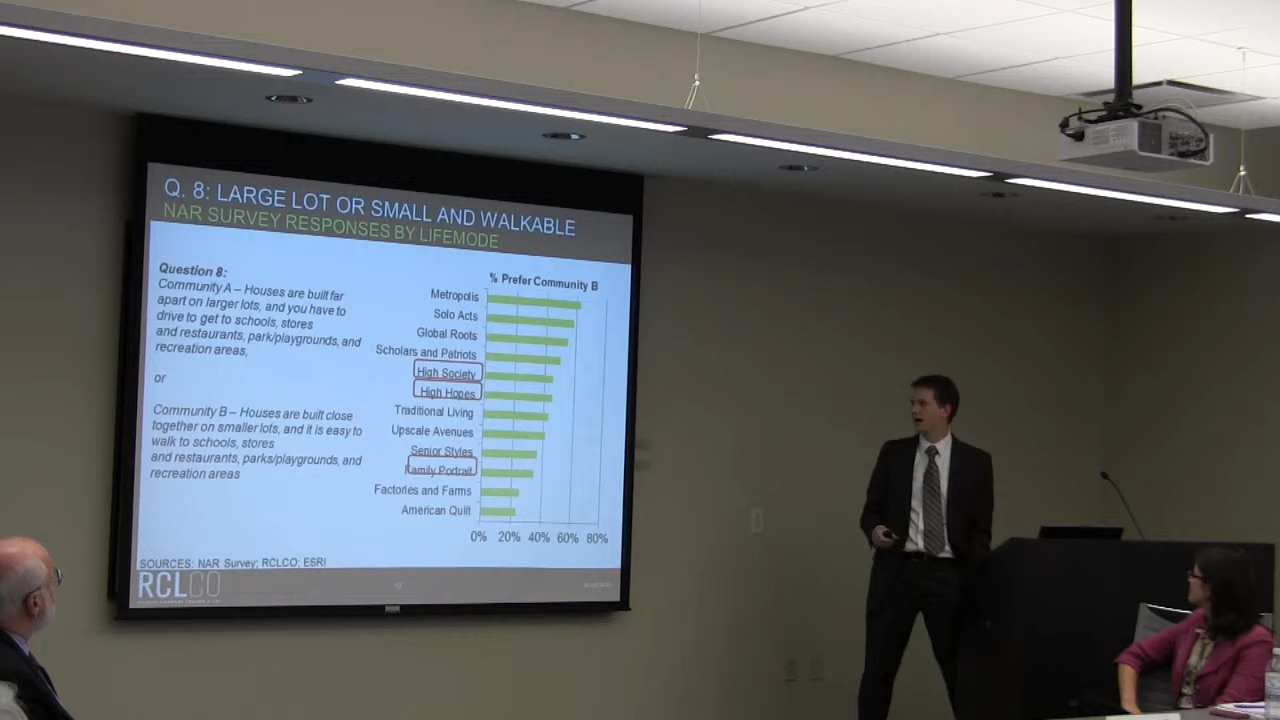 Q. 8: LARGE LOT OR SMALL AND WALKABLE
NAR SURVEY RESPONSES BY LIFEMODE
Question 8:
Community A – Houses are built far
apart on larger lots, and you have to
drive to get to schools, stores
and restaurants, park/playgrounds, and
recreation areas,
or
Community B – Houses are built close
together on smaller lots, and it is easy to
walk to schools, stores
and restaurants, parks/playgrounds, and
recreation areas
% Prefer Community B
Metropolis
Solo Acts
Global Roots
Scholars and Patriots
High Society
High Hopes
Traditional Living
Upscale Avenues
Senior Styles
Family Portrait
Factories and Farms
American Quilt
0% 20% 40% 60% 80%
SOURCES: NAR Survey; RCLCO; ESRI
RCLCO